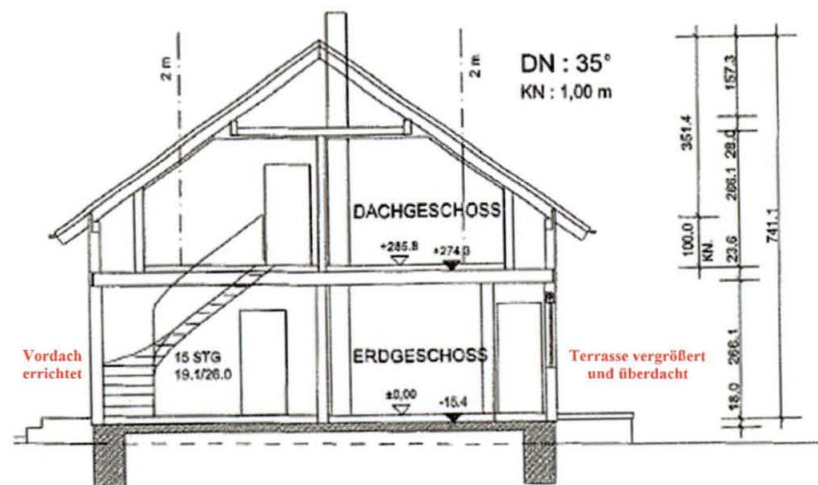 2 m
2 m
DN : 35°
KN : 1,00 m
DACHGESCHOSS
+285.8
+274.3
15 STG
19.1/26.0
ERDGESCHOSS
±0,00
-15.4
Vordach
errichtet
Terrasse vergrößert
und überdacht
351.4
100.0
KN.
157.3
28.0
266.1
23.6
266.1
18.0
741.1